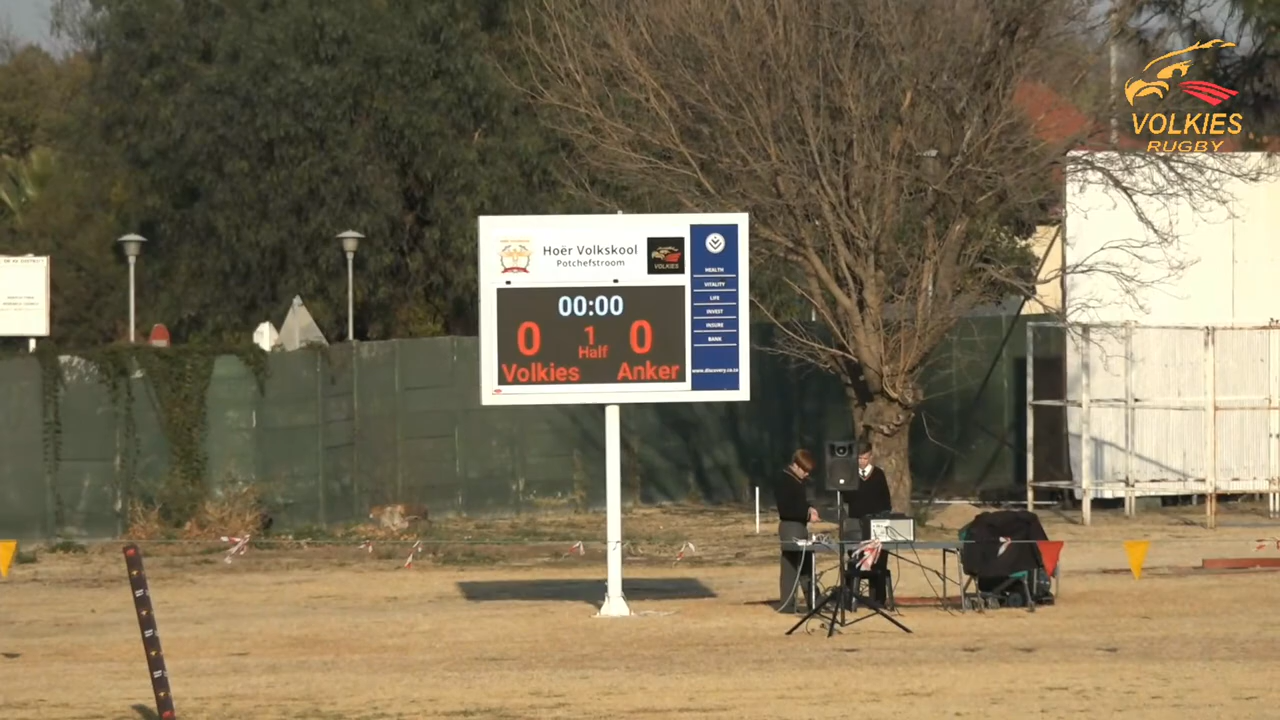 VOLKIES
RUGBY
Hoër Volkskool
Potchefstroom
VOLKIES
00:00
0 1 0
Half
Volkies Anker
HEALTH
VITALITY
LIFE
INVEST
INSURE
BANK
www.discovery.co.za